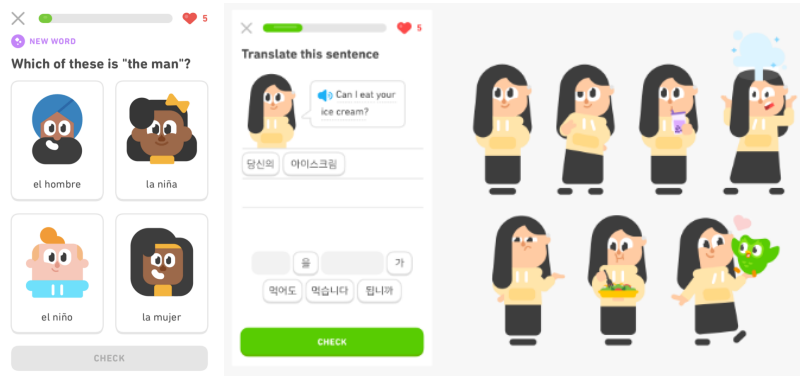 5
NEW WORD
Which of these is "the man"?
el hombre
la niña
el niño
la mujer
CHECK
5
Translate this sentence
Can I eat your
ice cream?
당신의 아이스크림
을 가
먹어도 먹습니다 됩니까
CHECK